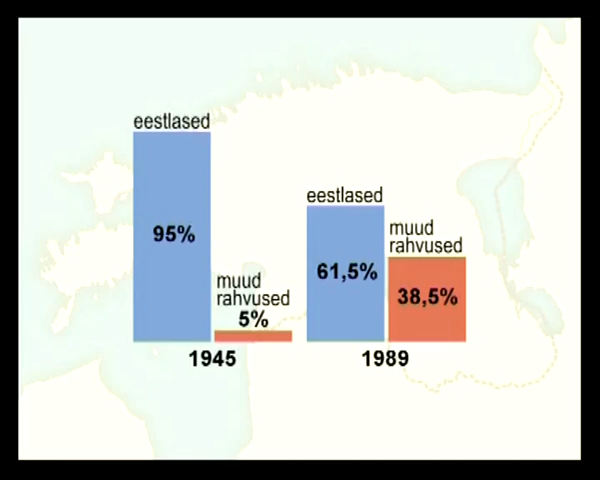 eestlased
95%
muud
rahvused
5%
1945
eestlased
61,5%
muud
rahvused
38,5%
1989